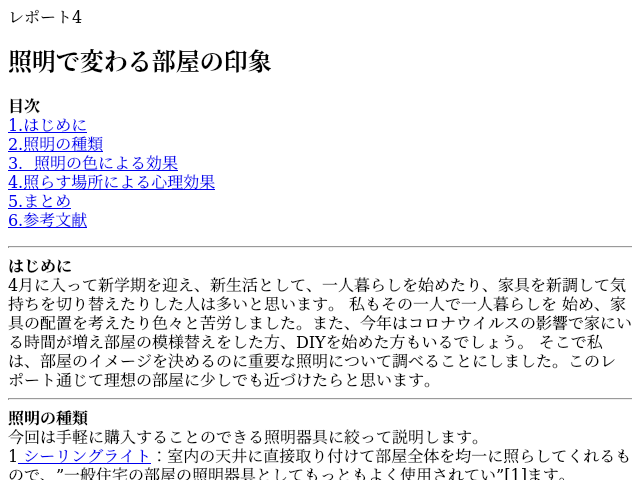 レポート4
照明で変わる部屋の印象
目次
1.はじめに
2.照明の種類
3．照明の色による効果
4.照らす場所による心理効果
5.まとめ
6.参考文献
はじめに
4月に入って新学期を迎え、新生活として、一人暮らしを始めたり、家具を新調して気
持ちを切り替えたりした人は多いと思います。 私もその一人で一人暮らしを 始め、家
具の配置を考えたり色々と苦労しました。また、今年はコロナウイルスの影響で家にい
る時間が増え部屋の模様替えをした方、DIYを始めた方もいるでしょう。 そこで私
は、部屋のイメージを決めるのに重要な照明について調べることにしました。このレ
ポート通じて理想の部屋に少しでも近づけたらと思います。
照明の種類
今回は手軽に購入することのできる照明器具に絞って説明します。
1 シーリングライト：室内の天井に直接取り付けて部屋全体を均一に照らしてくれるも
ので、”一般住宅の部屋の照明器具としてもっともよく使用されてい”[1]ます。